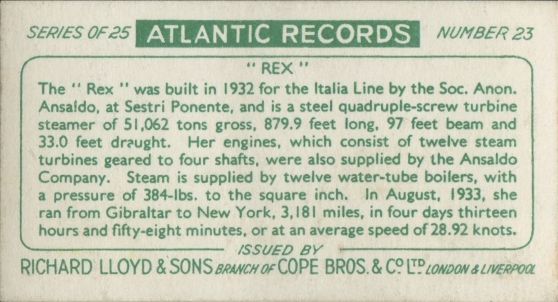 SERIES OF 25 ATLANTIC RECORDS NUMBER 23
"REX"
The "Rex" was built in 1932 for the Italia Line by the Soc. Anon.
Ansaldo, at Sestri Ponente, and is a steel quadruple-screw turbine
steamer of 51,062 tons gross, 879.9 feet long, 97 feet beam and
33.0 feet draught. Her engines, which consist of twelve steam
turbines geared to four shafts, were also supplied by the Ansaldo
Company. Steam is supplied by twelve water-tube boilers, with
a pressure of 384-lbs. to the square inch. In August, 1933, she
ran from Gibraltar to New York, 3,181 miles, in four days thirteen
hours and fifty-eight minutes, or at an average speed of 28.92 knots.
ISSUED BY
RICHARD LLOYD & SONS BRANCH OF COPE BROS. & CO LTD LONDON & LIVERPOOL